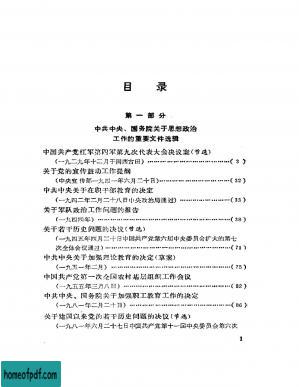 目 录
第一部分
中共中央、国务院关于思想政治
工作的重要文件选辑
中国共产党红军第四军第九次代表大会决议案(节选)
(一九二九年十二月于闽西古田)……(3)
关于党的宣传鼓动工作提纲
(中央宣传部一九四一年六月二十日)……(22)
中共中央关于在职干部教育的决定
(一九四二年二月二十八日中央政治局通过)……(33)
关于军队政治工作问题的报告
(一九四四年)……(38)
关于若干历史问题的决议(节选)
(一九四五年四月二十日中国共产党第六届中央委员会扩大的第七
次全体会议通过)……(71)
中共中央关于加强理论教育的决定(草案)
(一九五一年二月)……(75)
中国共产党第一次全国农村基层组织工作会议
(一九五五年三月八日)……(82)
中共中央、国务院关于加强职工教育工作的决定
(一九八一年二月二十日)……(86)
关于建国以来党的若干历史问题的决议(节选)
(一九八一年六月二十七日中国共产党第十一届中央委员会第六次
1
homeofpdf.com
homeofpdf.com